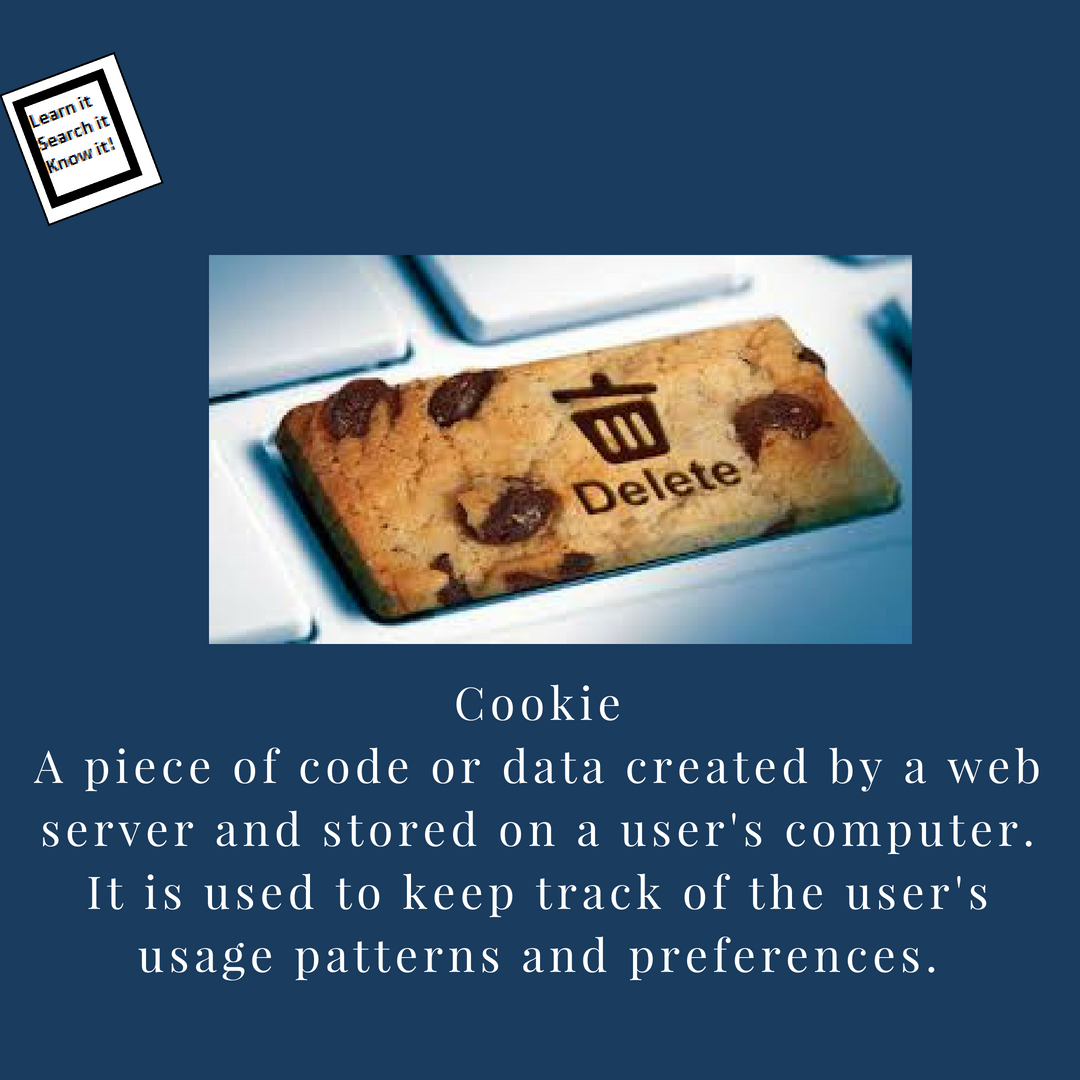 Learn it
Search it
Know it!
Delete
Cookie
A piece of code or data created by a web
server and stored on a user's computer.
It is used to keep track of the user's
usage patterns and preferences.